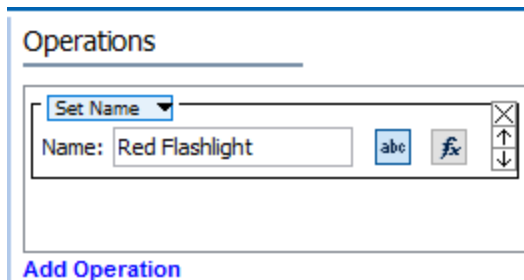 Operations
Set Name
Name: Red Flashlight abc fx
Add Operation